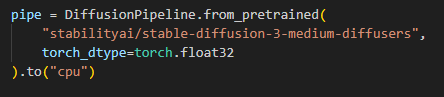 pipe = DiffusionPipeline.from_pretrained(
    "stabilityai/stable-diffusion-3-medium-diffusers",
    torch_dtype=torch.float32
).to("cpu")